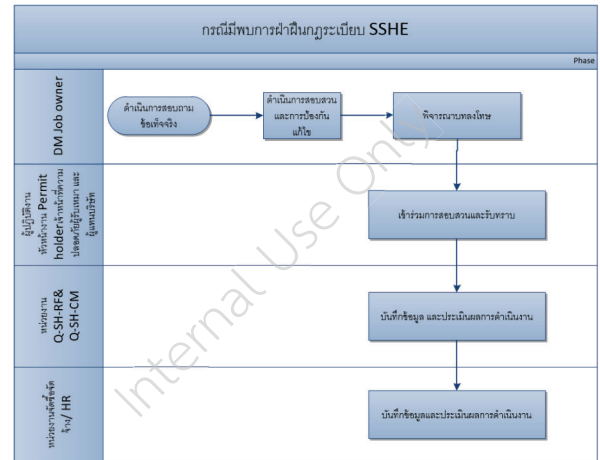 กรณีมีพบการฝ่าฝืนกฎระเบียบ SSHE
Phase
DM Job owner
ดำเนินการสอบถาม
ข้อเท็จจริง
ดำเนินการสอบสวน
และการป้องกัน
แก้ไข
พิจารณาบทลงโทษ
ผู้ปฏิบัติงาน
หัวหน้างาน Permit
holderเจ้าหน้าที่ความ
ปลอดภัยผู้รับเหมา และ
ผู้แทนบริษัท
เข้าร่วมการสอบสวนและรับทราบ
หน่วยงาน
Q-SH-RF&
Q-SH-CM
บันทึกข้อมูล และประเมินผลการดำเนินงาน
หน่วยงานจัดซื้อจัด
จ้าง/ HR
บันทึกข้อมูลและประเมินผลการดำเนินงาน
Internal Use Only